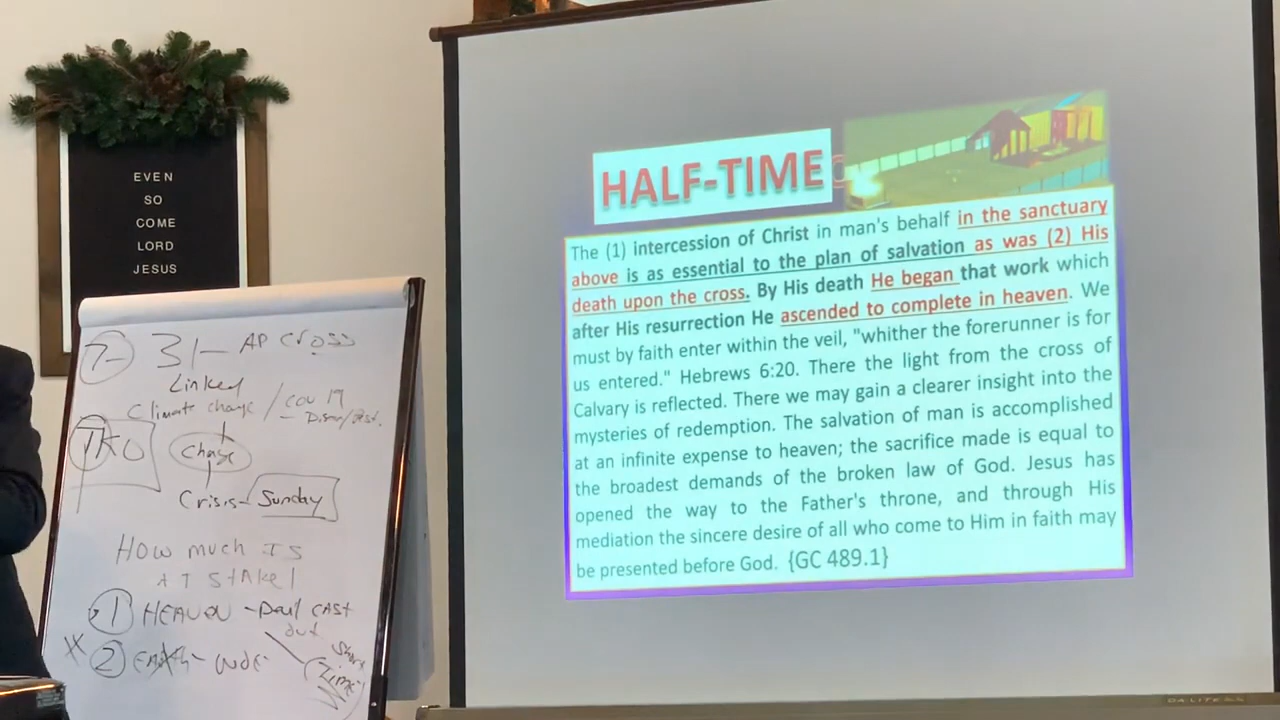 EVEN
SO
COME
LORD
JESUS
7- 31- AP Cross
Linked
Climate change / COV 19
TKO
Chaos
Crisis- Sunday
HOW MUCH IS
AT STAKE
1 HEAVEN - Devil CAST
out
Short
2 Time
HALF-TIME
The (1) intercession of Christ in man's behalf in the sanctuary
above is as essential to the plan of salvation as was (2) His
death upon the cross. By His death He began that work which
after His resurrection He ascended to complete in heaven. We
must by faith enter within the veil, "whither the forerunner is for
us entered." Hebrews 6:20. There the light from the cross of
Calvary is reflected. There we may gain a clearer insight into the
mysteries of redemption. The salvation of man is accomplished
at an infinite expense to heaven; the sacrifice made is equal to
the broadest demands of the broken law of God. Jesus has
opened the way to the Father's throne, and through His
mediation the sincere desire of all who come to Him in faith may
be presented before God. {GC 489.1}
DA-LITE